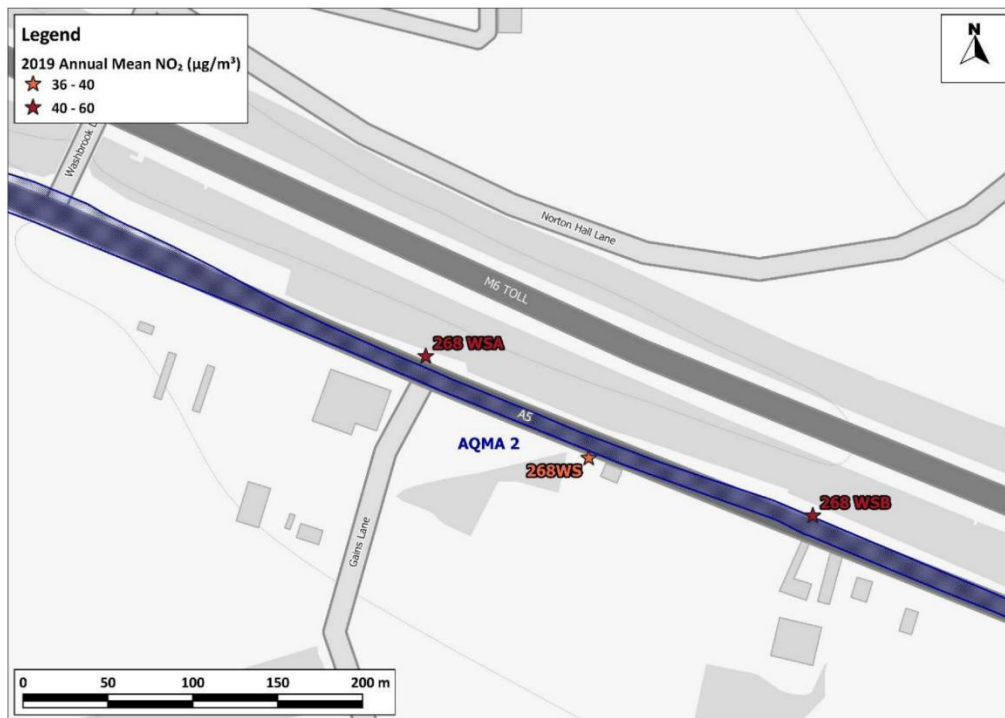 Legend
2019 Annual Mean NO₂ (µg/m³)
36 - 40
40 - 60
N
Washbrook
Norton Hall Lane
M6 TOLL
268 WSA
A5
AQMA 2
268WS
268 WSB
Gains Lane
0 50 100 150 200 m